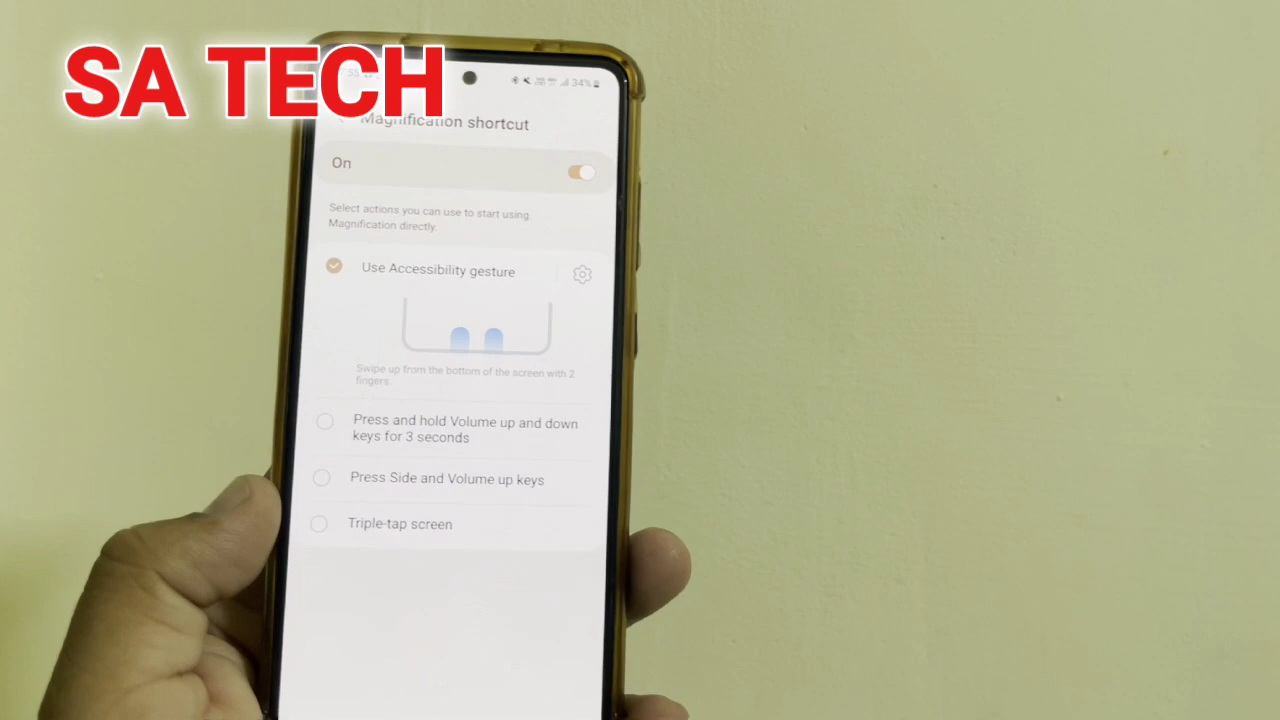 SA TECH
34%
Magnification shortcut
On
Select actions you can use to start using
Magnification directly.
Use Accessibility gesture
Swipe up from the bottom of the screen with 2
fingers.
Press and hold Volume up and down
keys for 3 seconds
Press Side and Volume up keys
Triple-tap screen